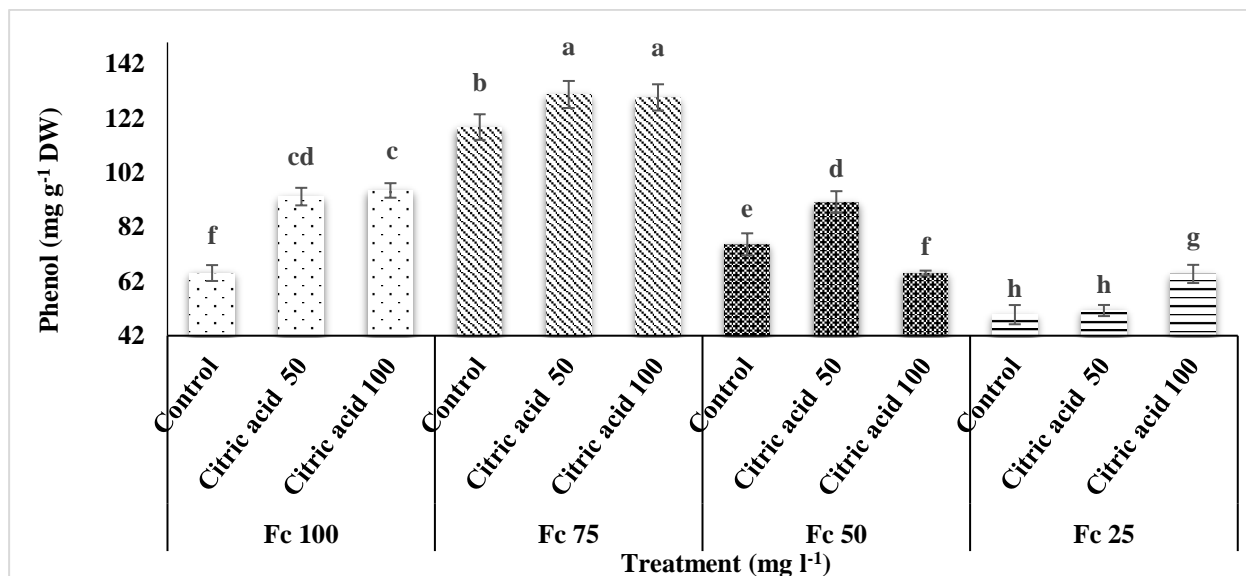 Phenol (mg g-1 DW)
142
122
102
82
62
42
f
cd
c
b
a
a
e
d
f
h
h
g
Control
Citric acid 50
Citric acid 100
Control
Citric acid 50
Citric acid 100
Control
Citric acid 50
Citric acid 100
Control
Citric acid 50
Citric acid 100
Fc 100
Fc 75
Fc 50
Fc 25
Treatment (mg l-1)